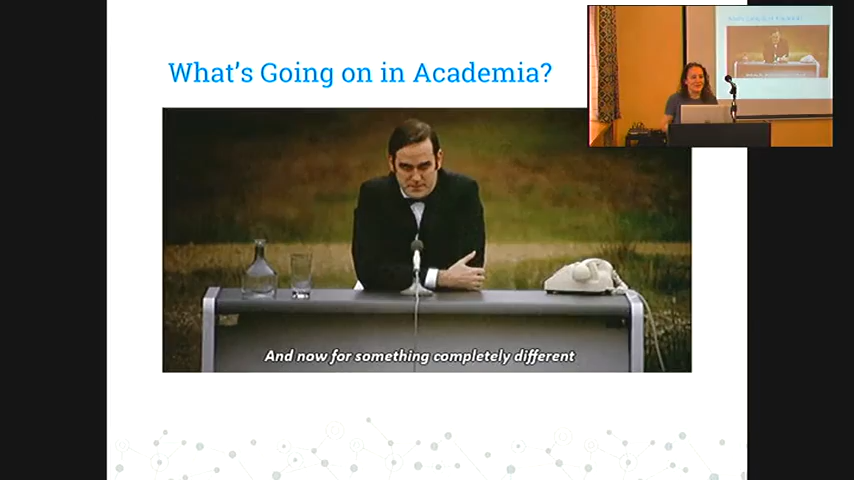 What's Going on in Academia?
And now for something completely different